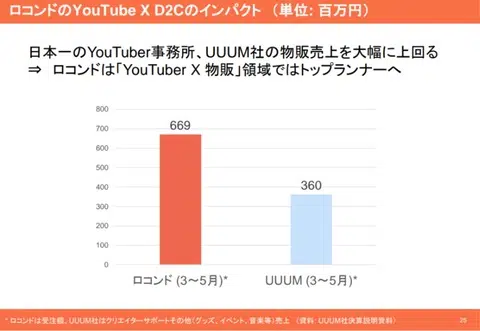 ロコンドのYouTube X D2Cのインパクト （単位: 百万円）
日本一のYouTuber事務所、UUUM社の物販売上を大幅に上回る
⇒ ロコンドは「YouTuber X 物販」領域ではトップランナーへ
800
700
600
500
400
300
200
100
0
669
360
ロコンド (3～5月)*
UUUM (3～5月)*
* ロコンドは受注額、UUUM社はクリエイターサポートその他（グッズ、イベント、音楽等）売上 （資料: UUUM社決算説明資料）
25